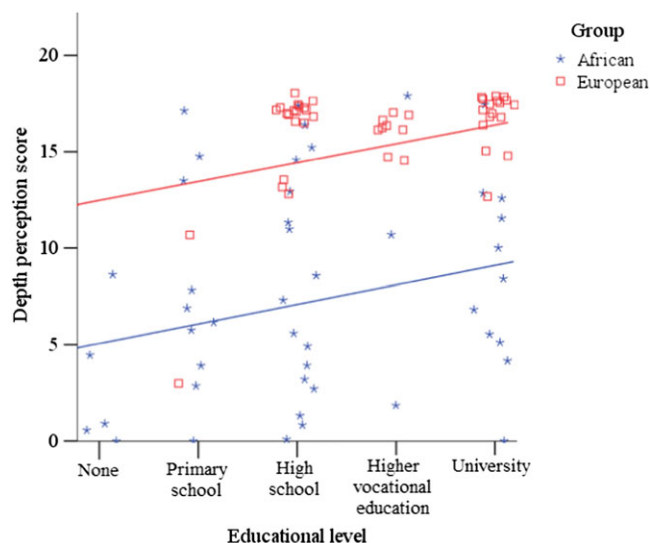 Group
African
European
Depth perception score
20
15
10
5
0
None
Primary
school
High
school
Higher
vocational
education
University
Educational level